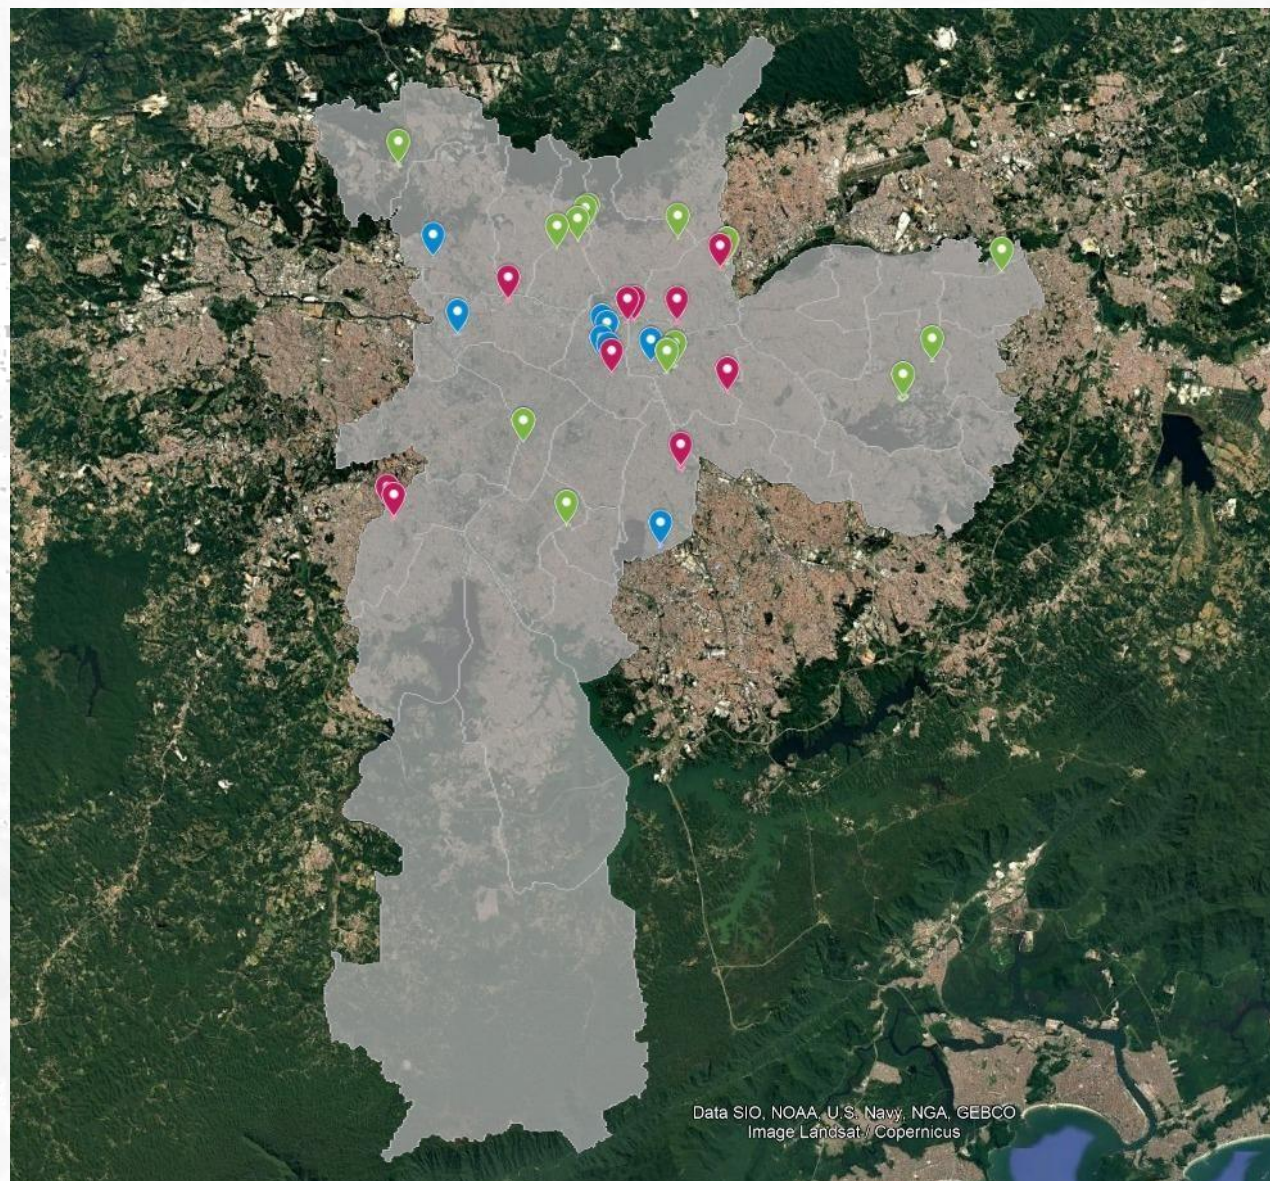 Data SIO, NOAA, U.S. Navy, NGA, GEBCO
Image Landsat / Copernicus